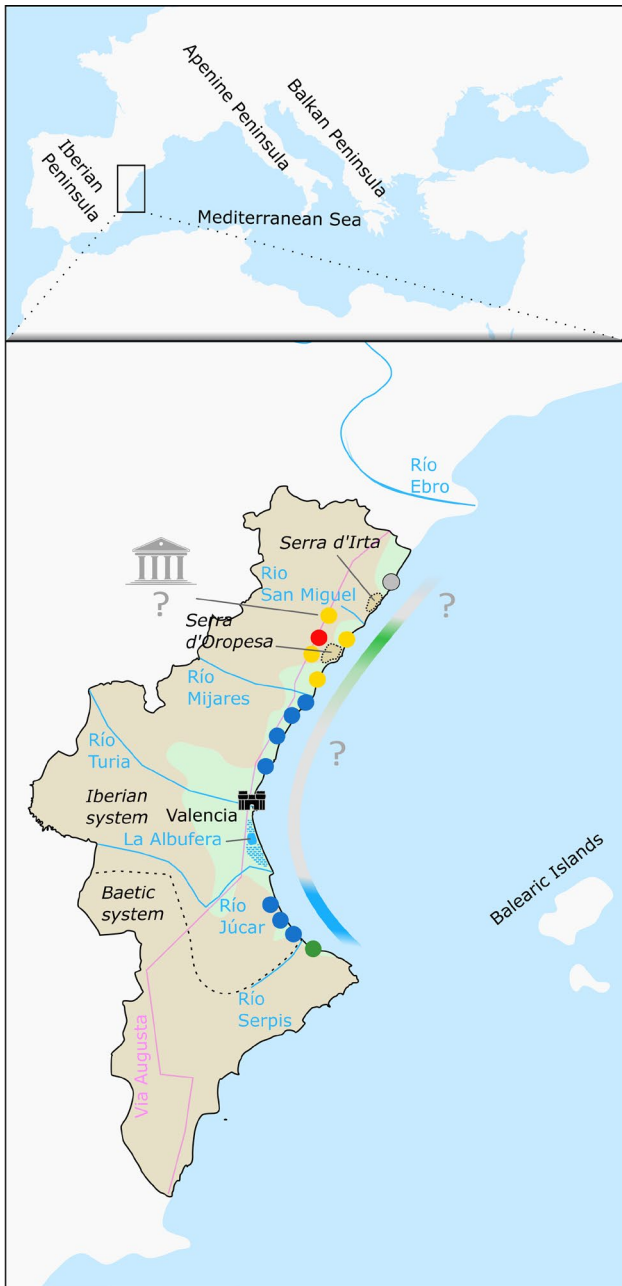 Apenine
Peninsula
Balkan Peninsula
Iberian
Peninsula
Mediterranean Sea
Río
Ebro
Serra d'Irta
?
Rio
San Miguel
?
Serra
d'Oropesa
Río
Mijares
Río
Turia
?
Iberian
system
Valencia
La Albufera
Balearic Islands
Baetic
system
Río
Júcar
Río
Serpis
Via Augusta